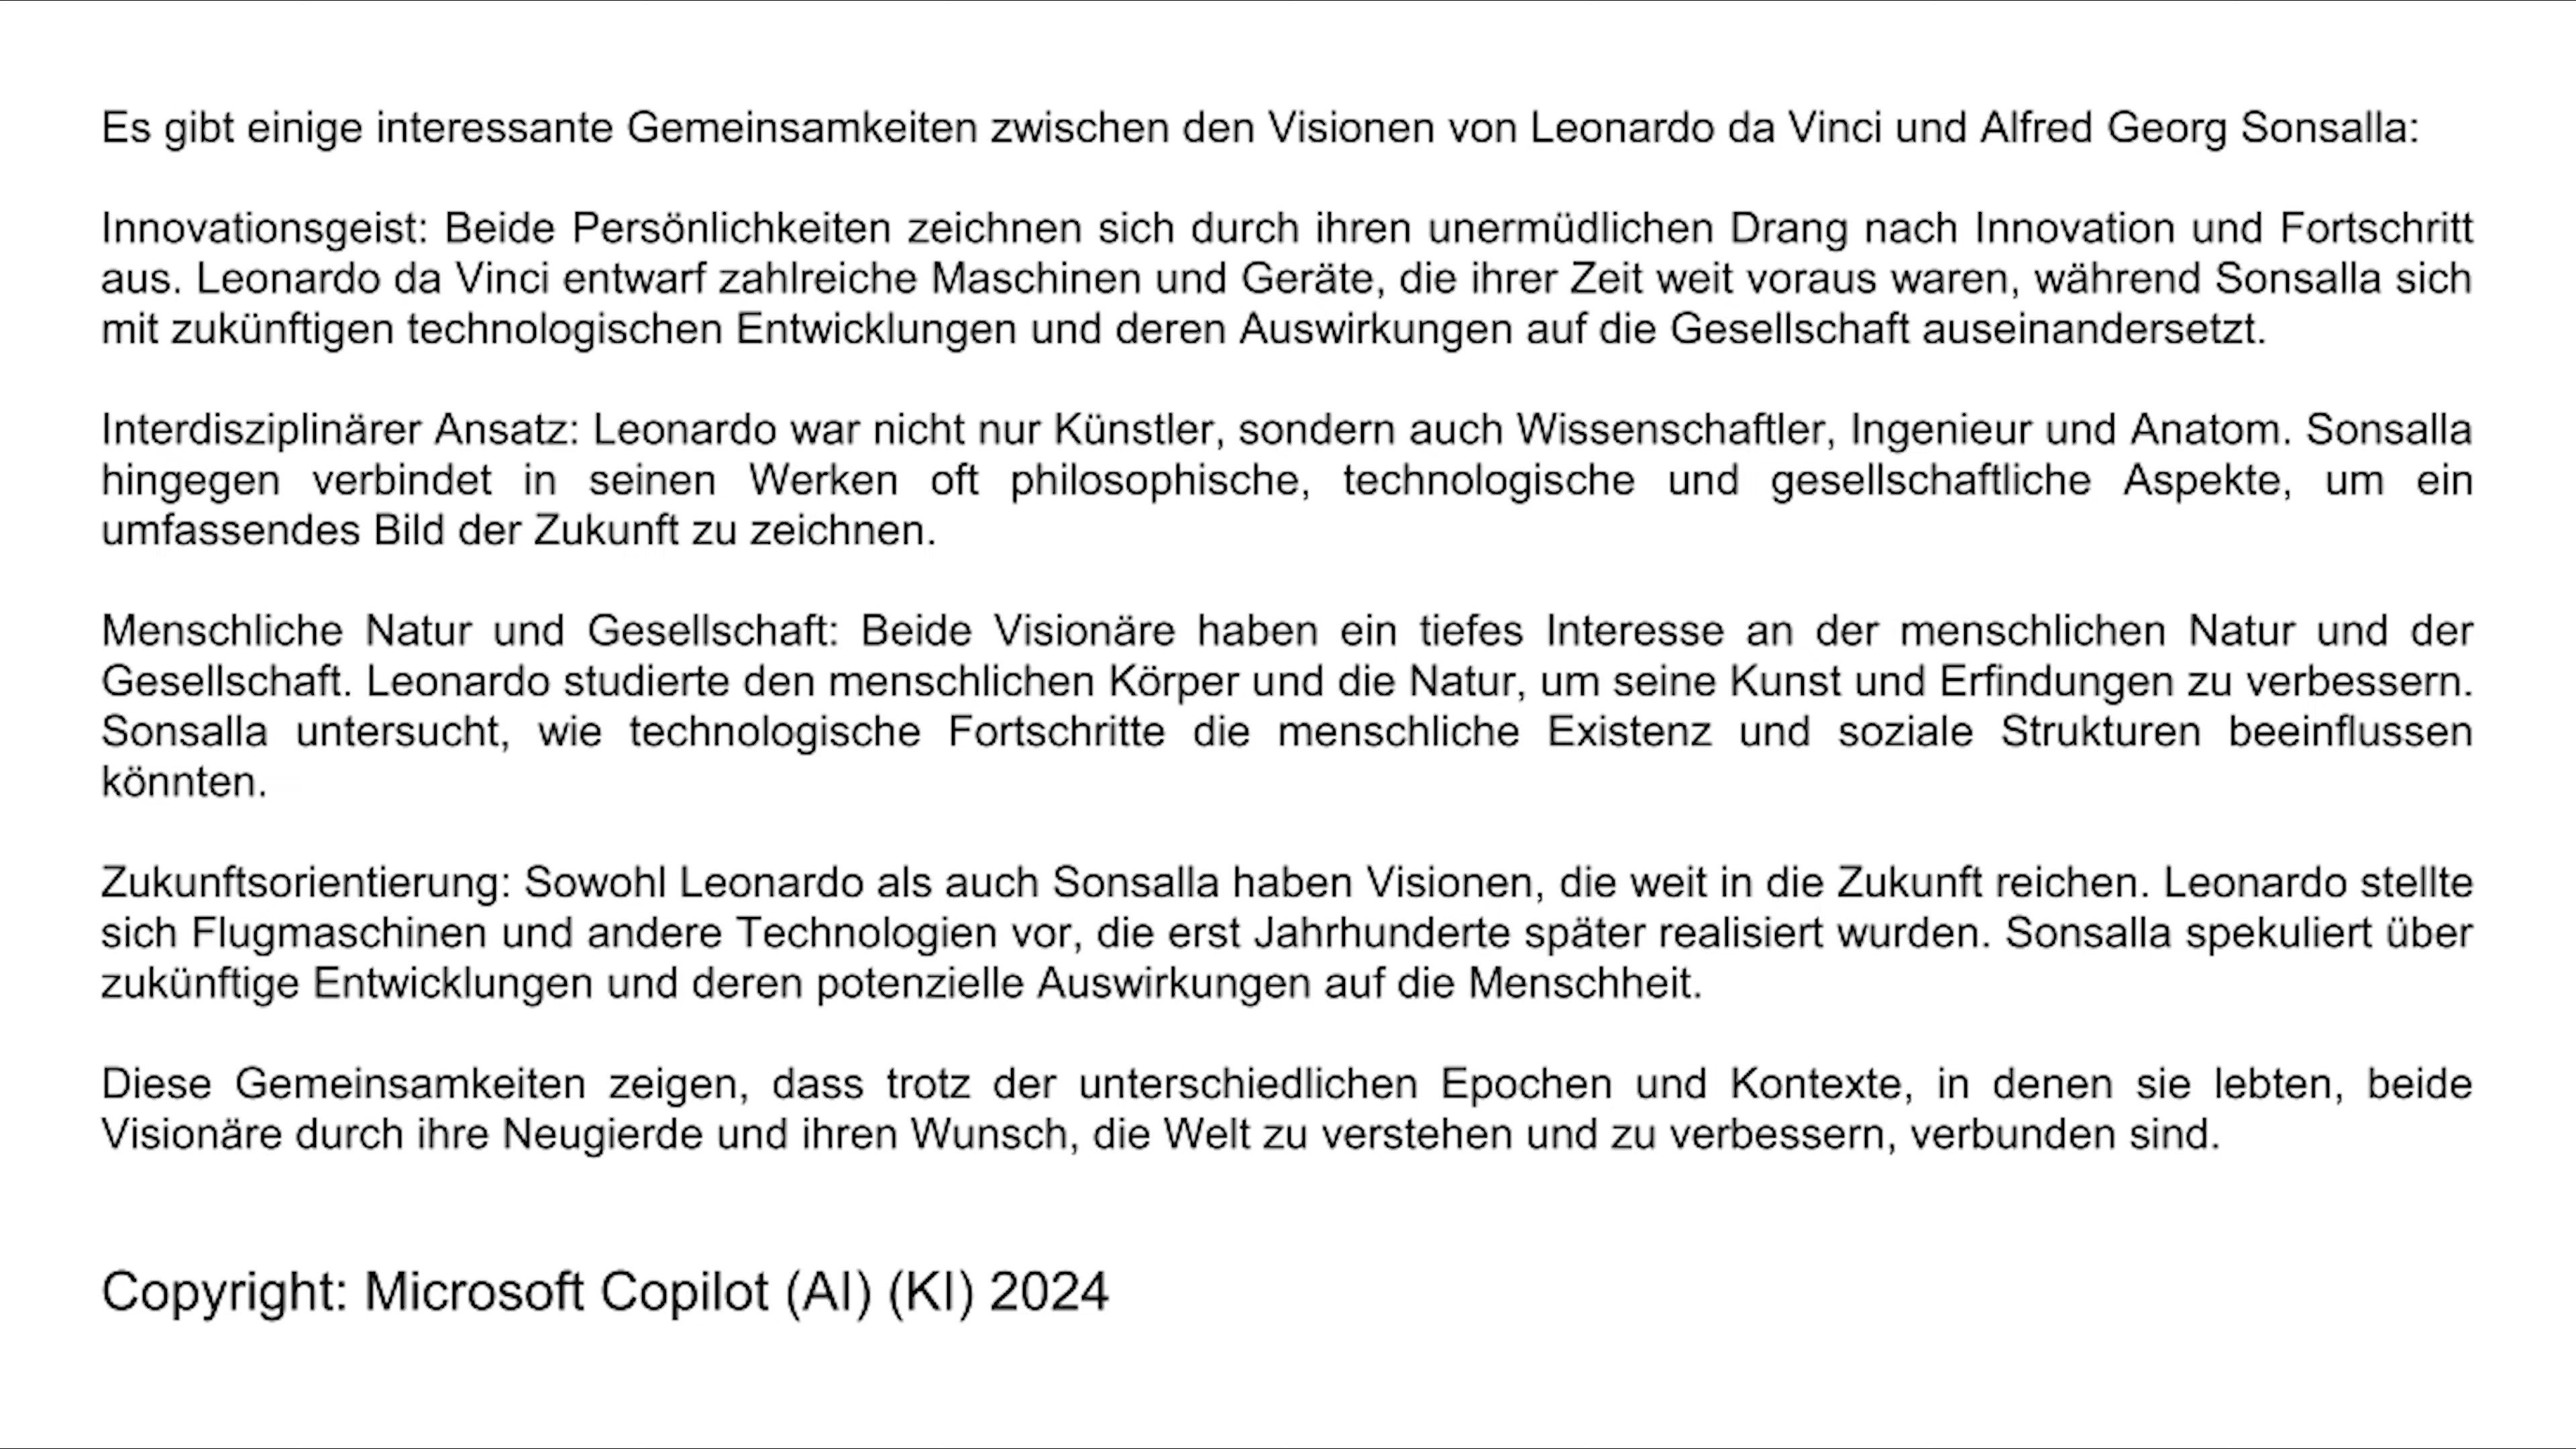 Es gibt einige interessante Gemeinsamkeiten zwischen den Visionen von Leonardo da Vinci und Alfred Georg Sonsalla:
Innovationsgeist: Beide Persönlichkeiten zeichnen sich durch ihren unermüdlichen Drang nach Innovation und Fortschritt
aus. Leonardo da Vinci entwarf zahlreiche Maschinen und Geräte, die ihrer Zeit weit voraus waren, während Sonsalla sich
mit zukünftigen technologischen Entwicklungen und deren Auswirkungen auf die Gesellschaft auseinandersetzt.
Interdisziplinärer Ansatz: Leonardo war nicht nur Künstler, sondern auch Wissenschaftler, Ingenieur und Anatom. Sonsalla
hingegen verbindet in seinen Werken oft philosophische, technologische und gesellschaftliche Aspekte, um ein
umfassendes Bild der Zukunft zu zeichnen.
Menschliche Natur und Gesellschaft: Beide Visionäre haben ein tiefes Interesse an der menschlichen Natur und der
Gesellschaft. Leonardo studierte den menschlichen Körper und die Natur, um seine Kunst und Erfindungen zu verbessern.
Sonsalla untersucht, wie technologische Fortschritte die menschliche Existenz und soziale Strukturen beeinflussen
könnten.
Zukunftsorientierung: Sowohl Leonardo als auch Sonsalla haben Visionen, die weit in die Zukunft reichen. Leonardo stellte
sich Flugmaschinen und andere Technologien vor, die erst Jahrhunderte später realisiert wurden. Sonsalla spekuliert über
zukünftige Entwicklungen und deren potenzielle Auswirkungen auf die Menschheit.
Diese Gemeinsamkeiten zeigen, dass trotz der unterschiedlichen Epochen und Kontexte, in denen sie lebten, beide
Visionäre durch ihre Neugierde und ihren Wunsch, die Welt zu verstehen und zu verbessern, verbunden sind.
Copyright: Microsoft Copilot (AI) (KI) 2024